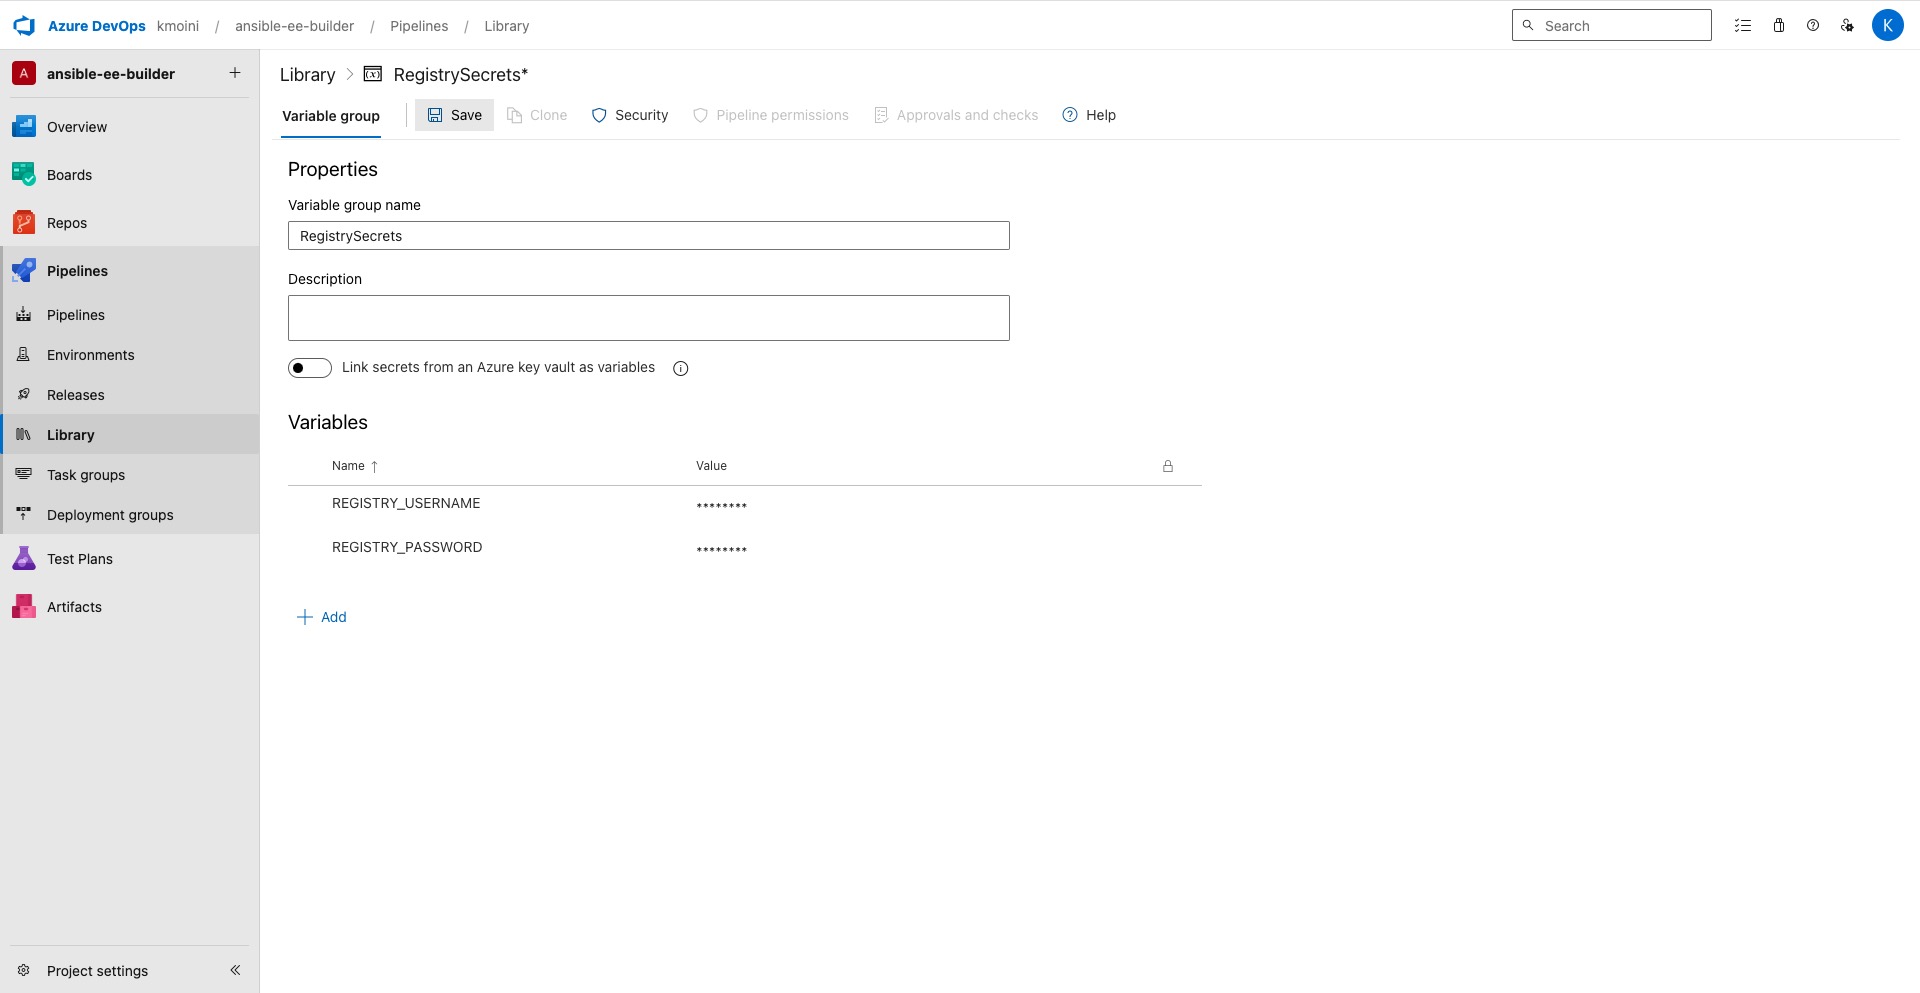 Azure DevOps kmoini / ansible-ee-builder / Pipelines / Library Search K
A ansible-ee-builder +
Library > RegistrySecrets*
Variable group Save Clone Security Pipeline permissions Approvals and checks Help
Overview
Boards
Repos
Pipelines
Pipelines
Environments
Releases
Library
Task groups
Deployment groups
Test Plans
Artifacts
Project settings
Properties
Variable group name
RegistrySecrets
Description
Link secrets from an Azure key vault as variables
Variables
Name ↑ Value
REGISTRY_USERNAME ********
REGISTRY_PASSWORD ********
+ Add